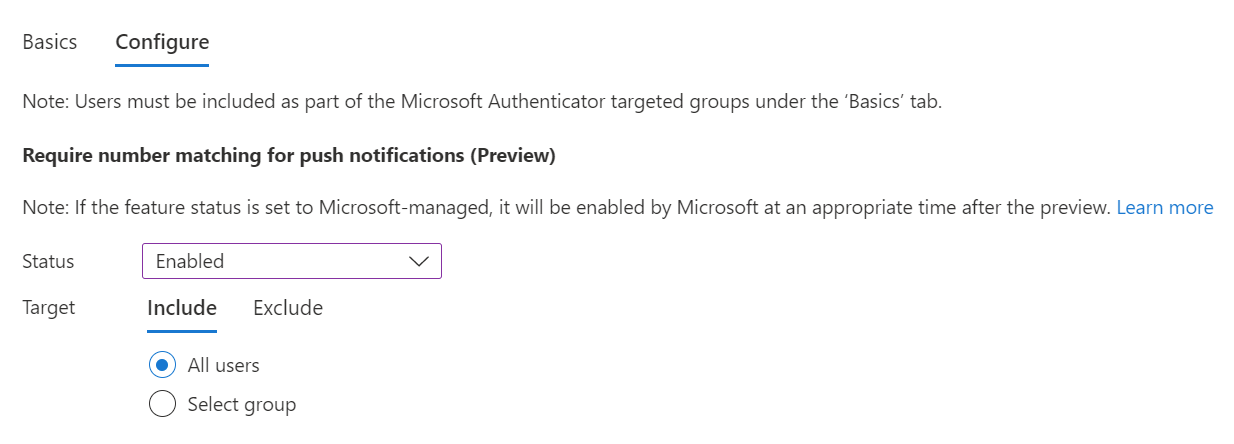 Basics Configure
Note: Users must be included as part of the Microsoft Authenticator targeted groups under the ‘Basics’ tab.
Require number matching for push notifications (Preview)
Note: If the feature status is set to Microsoft-managed, it will be enabled by Microsoft at an appropriate time after the preview. Learn more
Status Enabled
Target Include Exclude
All users
Select group